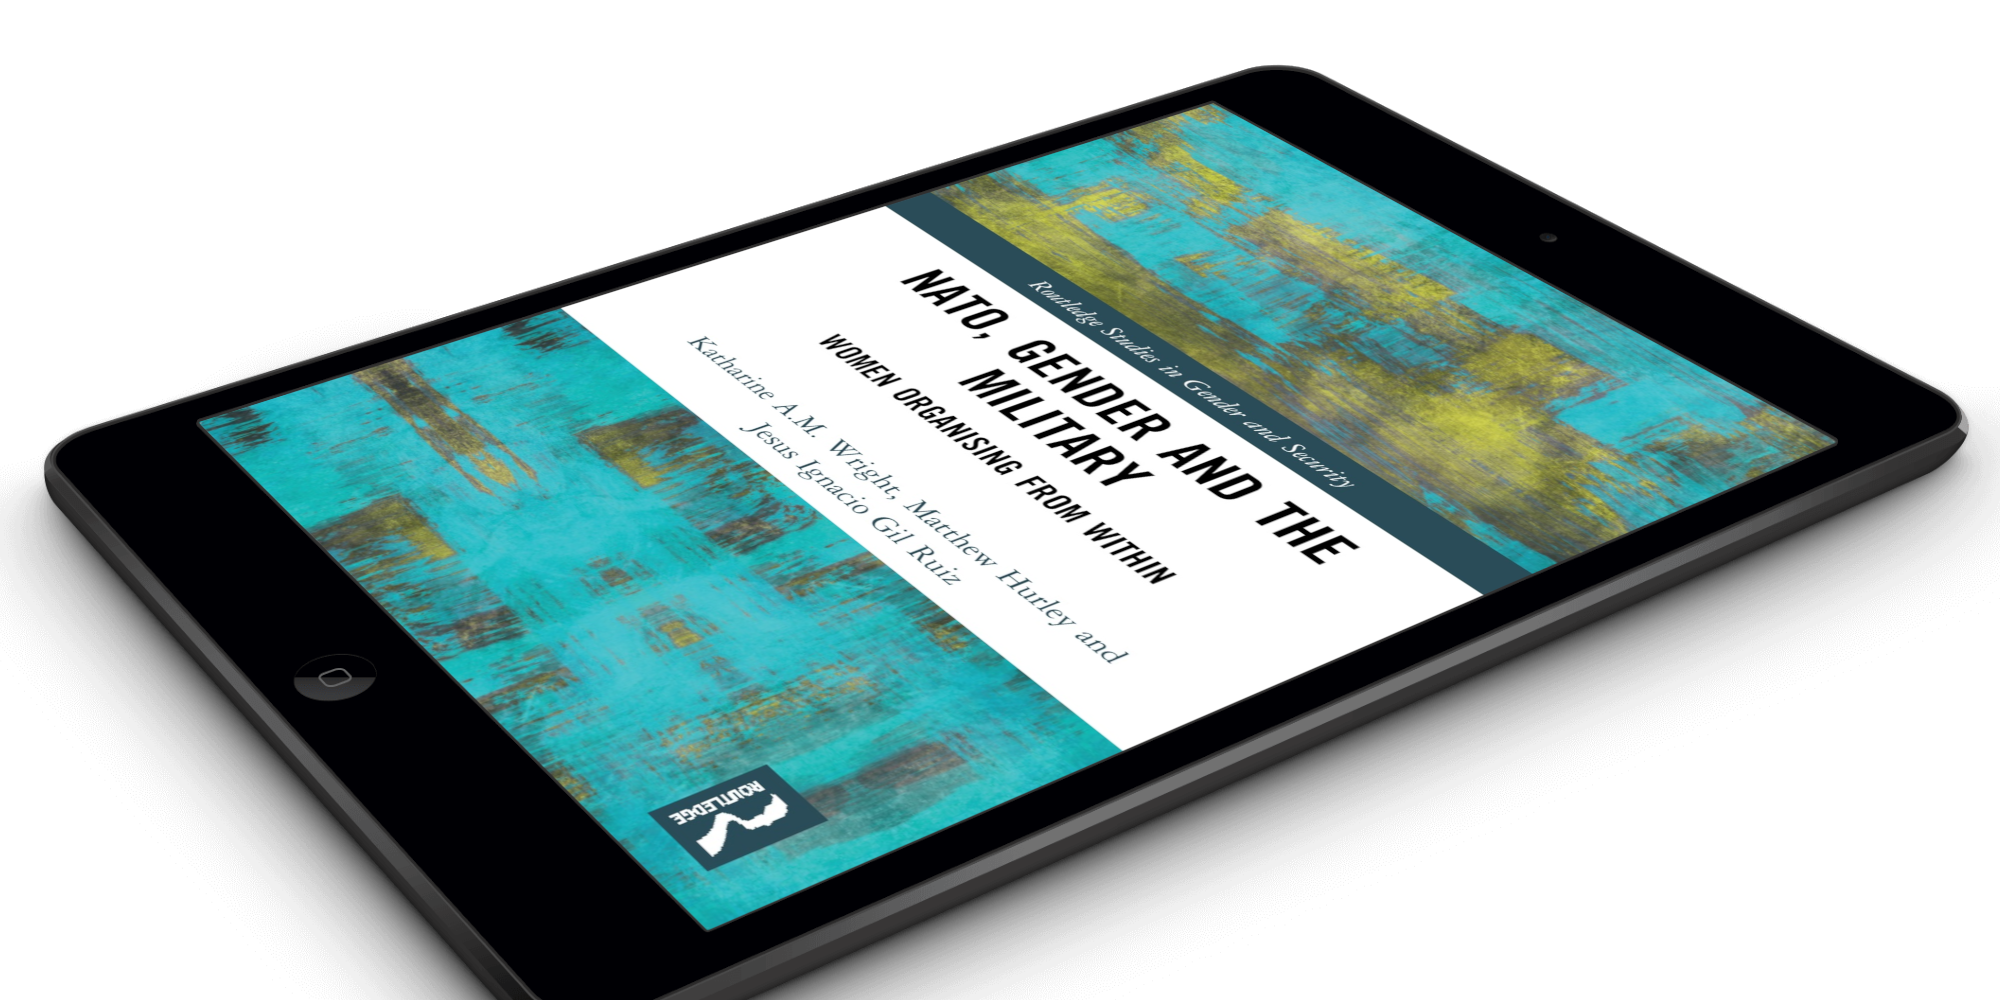 Routledge Studies in Gender and Security
NATO, GENDER AND THE
MILITARY
WOMEN ORGANISING FROM WITHIN
Katharine A.M. Wright, Matthew Hurley and
Jesus Ignacio Gil Ruiz
ROUTLEDGE